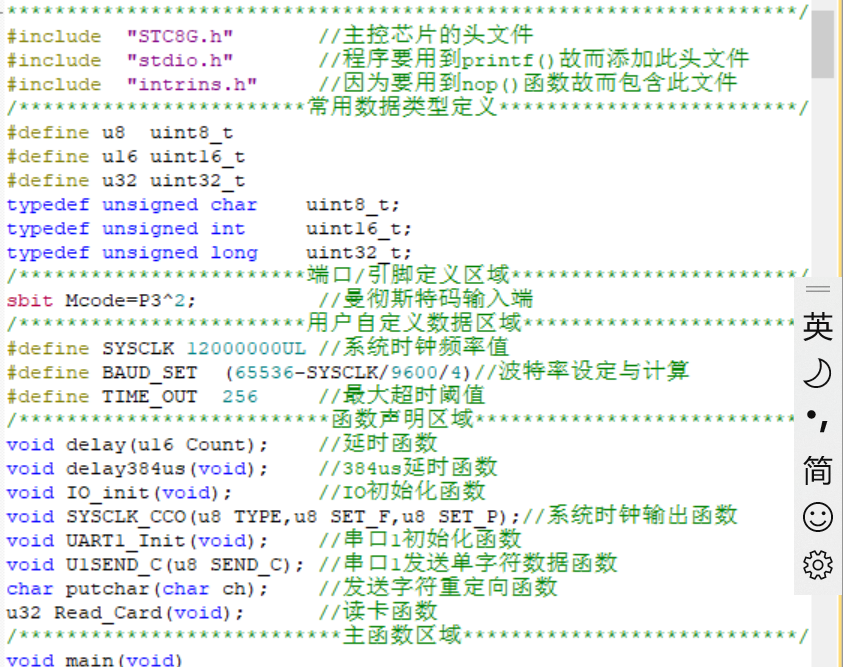 ******************************************************************/
#include  "STC8G.h"       //主控芯片的头文件
#include  "stdio.h"       //程序要用到printf()故而添加此头文件
#include  "intrins.h"     //因为要用到nop()函数故而包含此文件
/************************常用数据类型定义*************************/
#define u8  uint8_t
#define u16 uint16_t
#define u32 uint32_t
typedef unsigned char    uint8_t;
typedef unsigned int     uint16_t;
typedef unsigned long    uint32_t;
/************************端口/引脚定义区域************************/
sbit Mcode=P3^2;          //曼彻斯特码输入端
/************************用户自定义数据区域***********************
#define SYSCLK 12000000UL //系统时钟频率值
#define BAUD_SET  (65536-SYSCLK/9600/4)//波特率设定与计算
#define TIME_OUT  256     //最大超时阈值
/**************************函数声明区域***************************
void delay(u16 Count);    //延时函数
void delay384us(void);    //384us延时函数
void IO_init(void);       //IO初始化函数
void SYSCLK_CCO(u8 TYPE,u8 SET_F,u8 SET_P);//系统时钟输出函数
void UART1_Init(void);    //串口1初始化函数
void U1SEND_C(u8 SEND_C); //串口1发送单字符数据函数
char putchar(char ch);    //发送字符重定向函数
u32 Read_Card(void);      //读卡函数
/***************************主函数区域****************************/
void main(void)
英
简